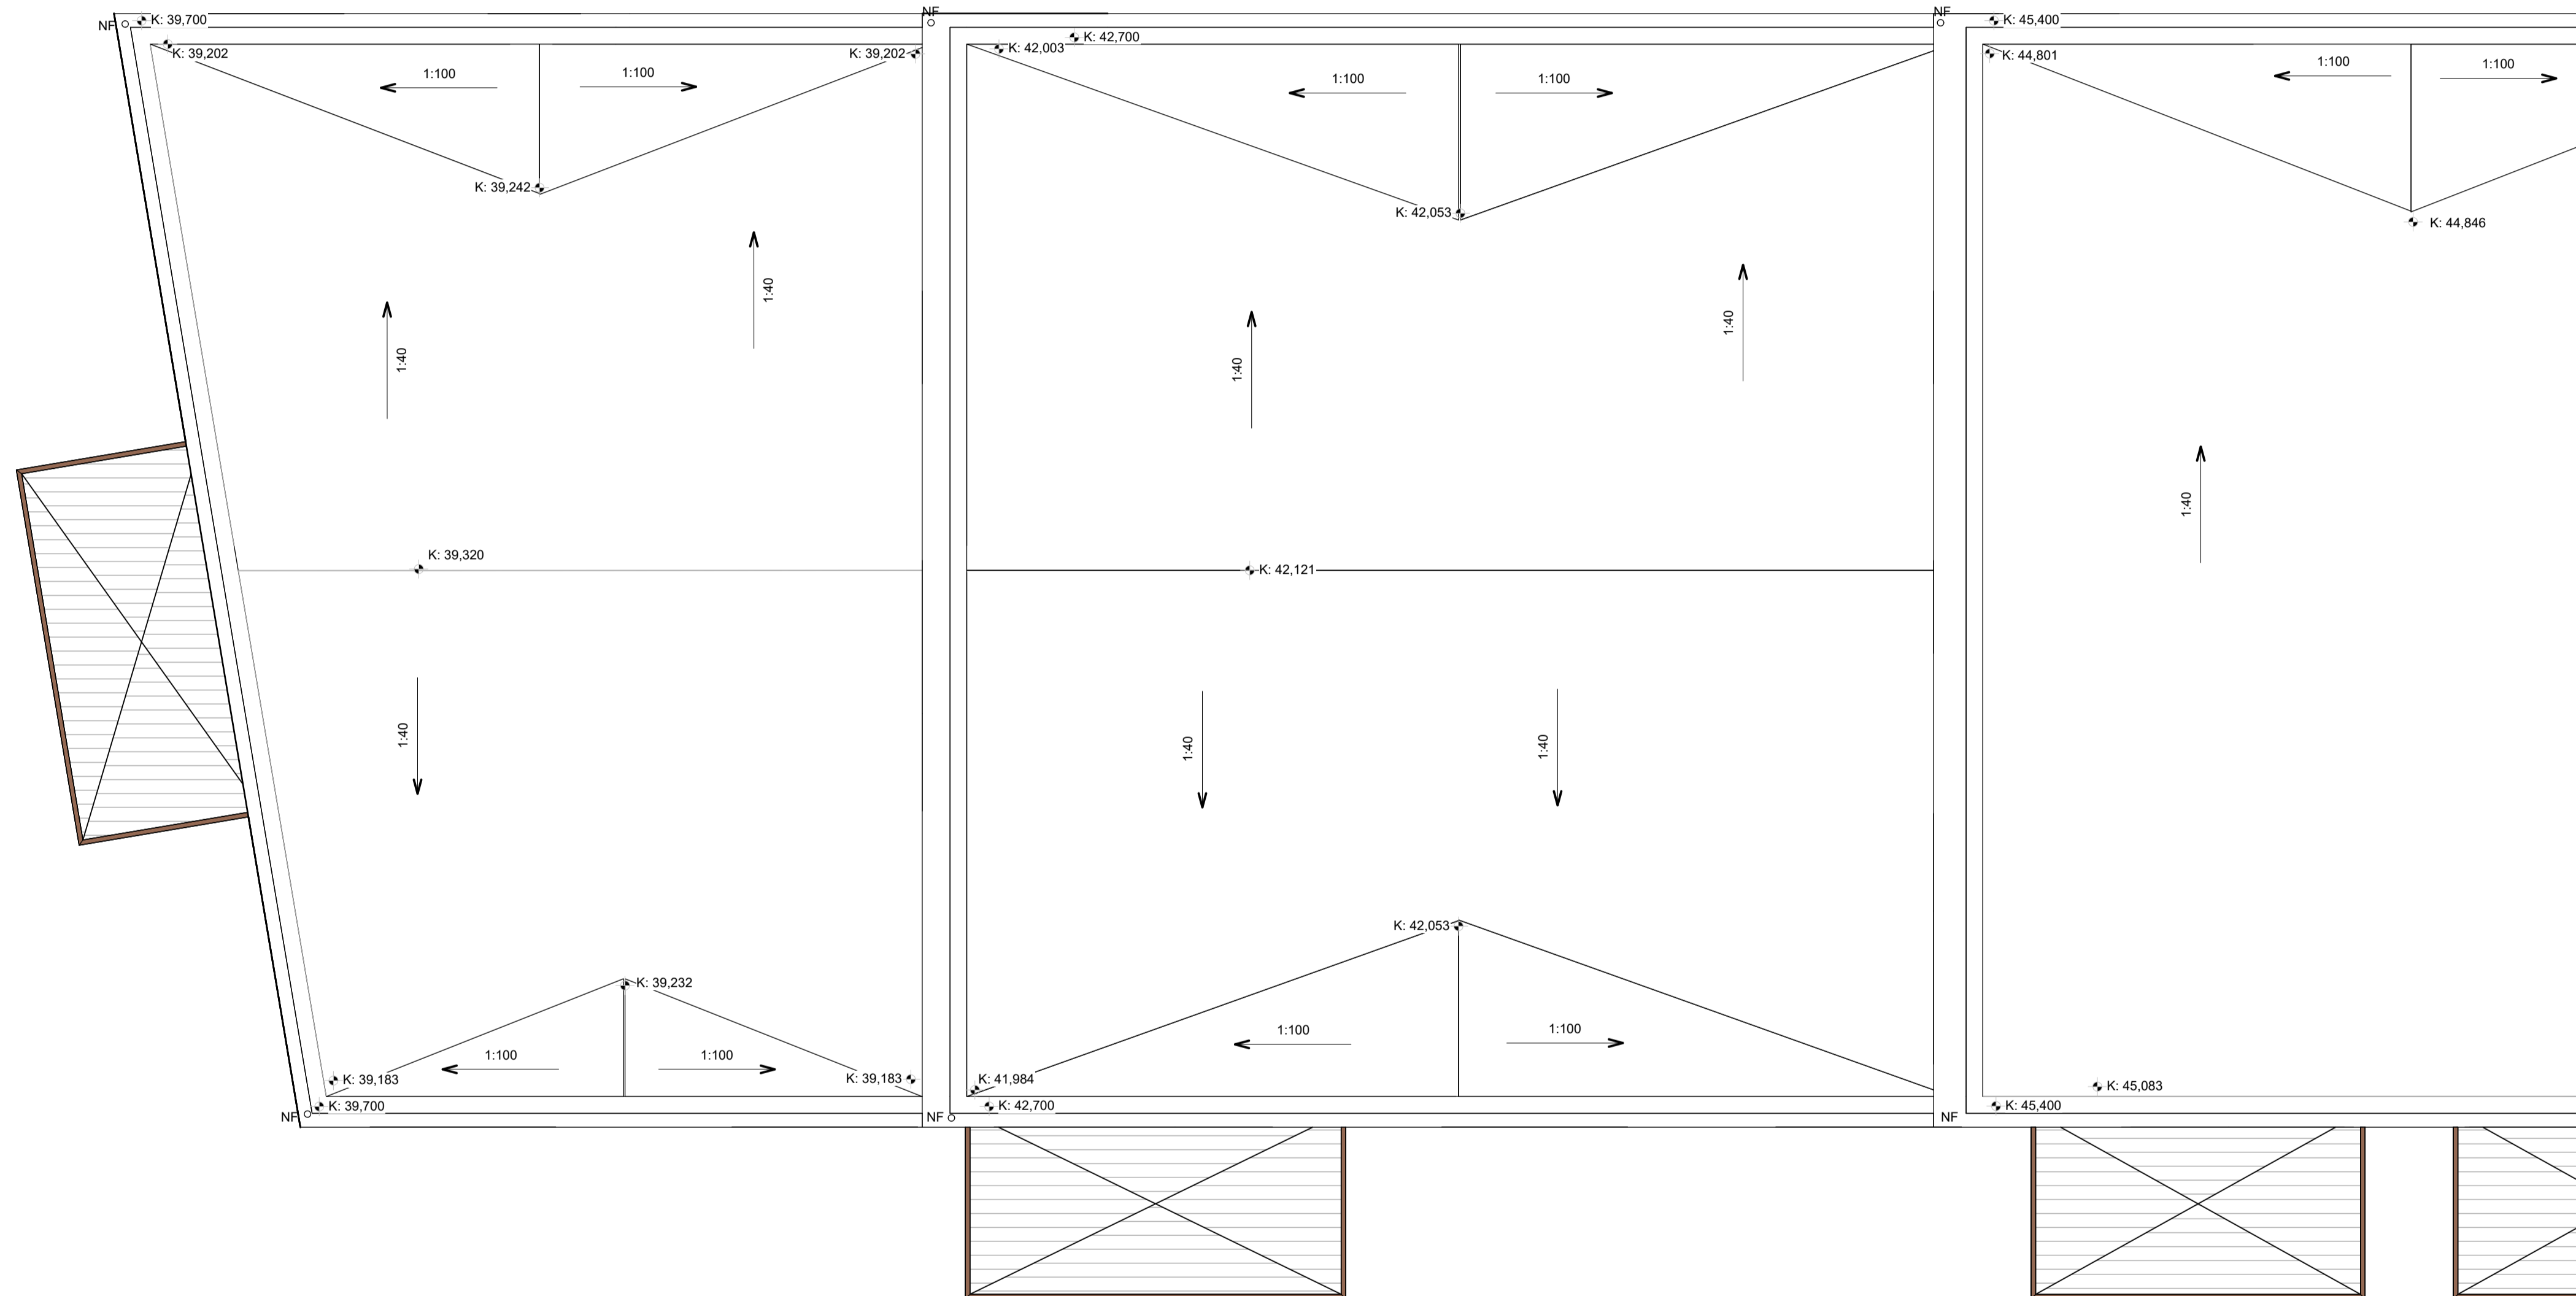 NF
K: 39,700
NF
NF
K: 45,400
K: 39,202
K: 39,202
K: 42,003
K: 42,700
K: 44,801
1:100
1:100
1:100
1:100
1:100
1:100
K: 39,242
K: 42,053
K: 44,846
1:40
1:40
1:40
1:40
1:40
K: 39,320
K: 42,121
1:40
1:40
1:40
K: 42,053
K: 39,232
1:100
1:100
1:100
1:100
K: 39,183
K: 39,183
K: 41,984
K: 45,083
NF
K: 39,700
NF
K: 42,700
NF
K: 45,400